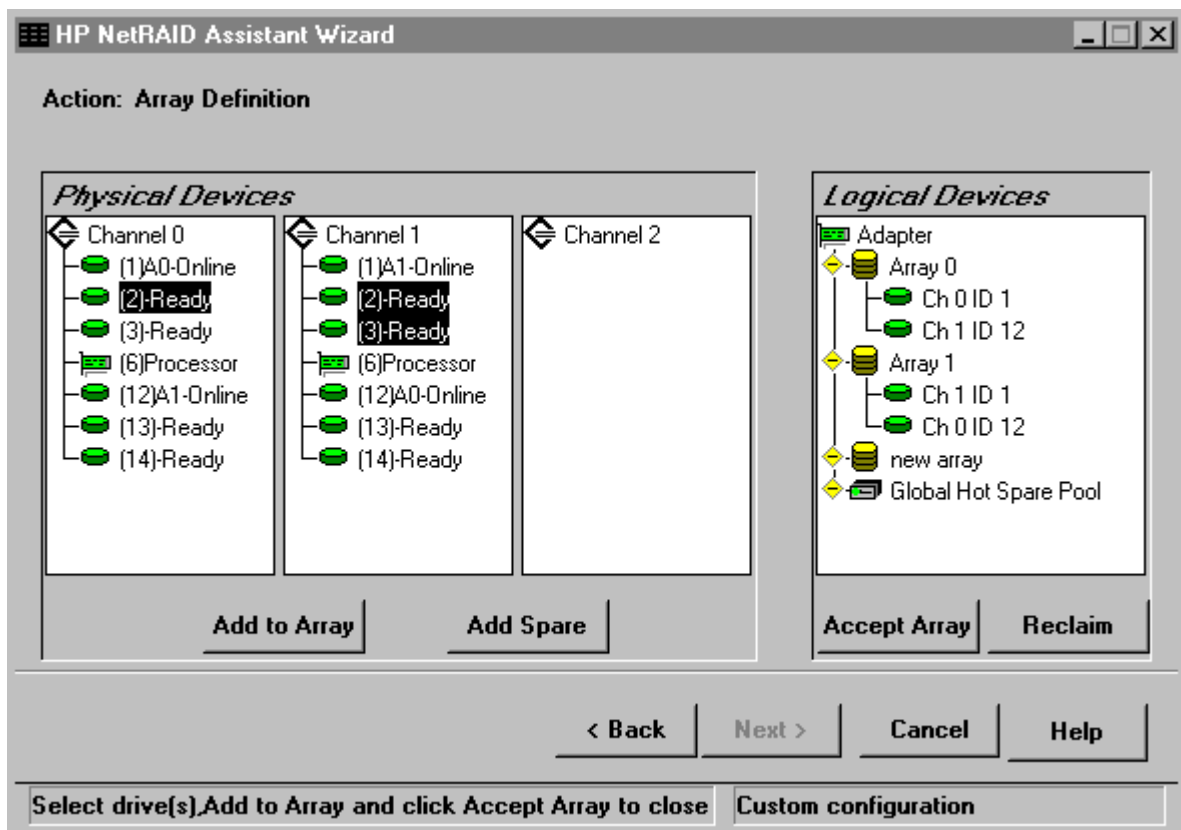 HP NetRAID Assistant Wizard
Action: Array Definition
Physical Devices
Channel 0
(1)A0-Online
(2)-Ready
(3)-Ready
(6)Processor
(12)A1-Online
(13)-Ready
(14)-Ready
Channel 1
(1)A1-Online
(2)-Ready
(3)-Ready
(6)Processor
(12)A0-Online
(13)-Ready
(14)-Ready
Channel 2
Add to Array
Add Spare
Logical Devices
Adapter
Array 0
Ch 0 ID 1
Ch 1 ID 12
Array 1
Ch 1 ID 1
Ch 0 ID 12
new array
Global Hot Spare Pool
Accept Array
Reclaim
< Back
Next >
Cancel
Help
Select drive(s),Add to Array and click Accept Array to close
Custom configuration